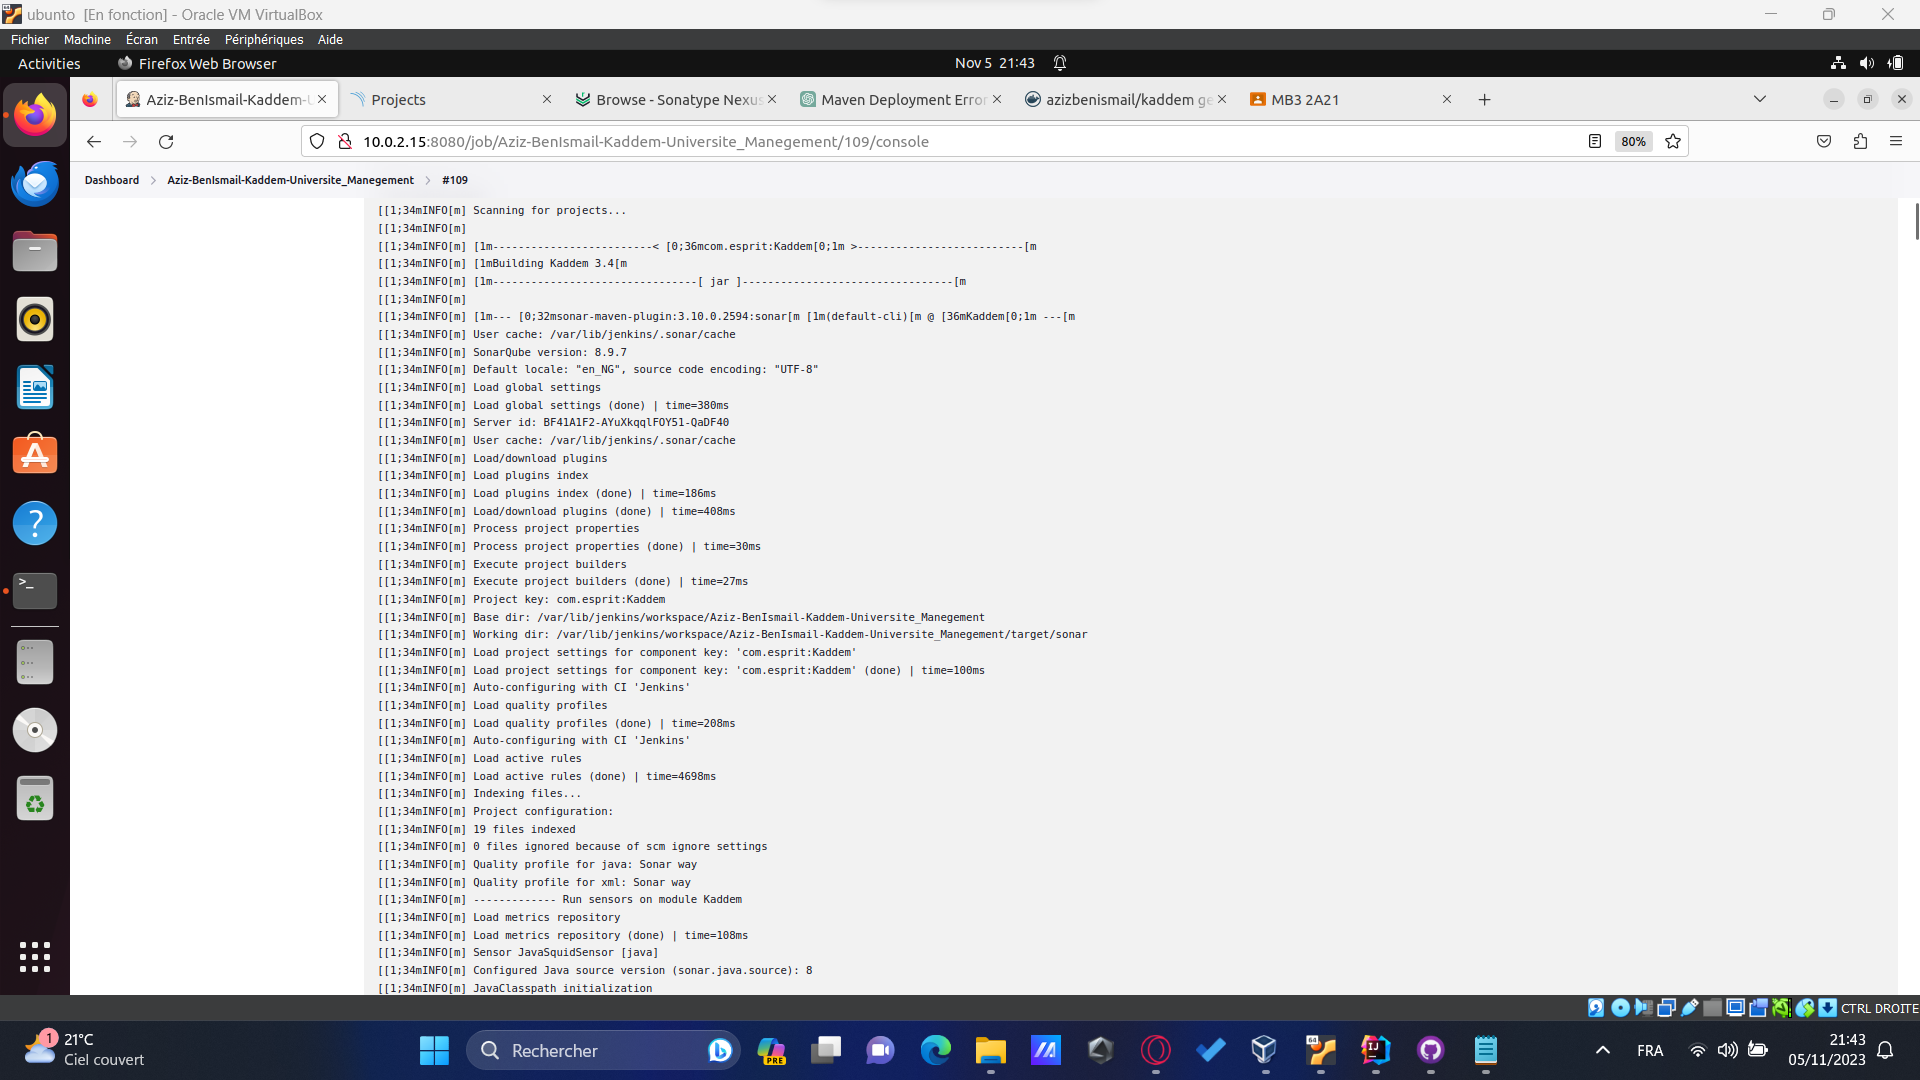 ubunto [En fonction] - Oracle VM VirtualBox
Fichier Machine Écran Entrée Périphériques Aide
Activities Firefox Web Browser Nov 5 21:43
Aziz-BenIsmail-Kaddem-U Projects Browse - Sonatype Nexus Maven Deployment Error azizbenismail/kaddem ge MB3 2A21
10.0.2.15:8080/job/Aziz-BenIsmail-Kaddem-Universite_Manegement/109/console 80%
Dashboard Aziz-BenIsmail-Kaddem-Universite_Manegement #109
[[1;34mINFO[m] Scanning for projects...
[[1;34mINFO[m]
[[1;34mINFO[m] [1m-------------------------< [0;36mcom.esprit:Kaddem[0;1m >--------------------------[m
[[1;34mINFO[m] [1mBuilding Kaddem 3.4[m
[[1;34mINFO[m] [1m--------------------------------[ jar ]---------------------------------[m
[[1;34mINFO[m]
[[1;34mINFO[m] [1m--- [0;32msonar-maven-plugin:3.10.0.2594:sonar[m [1m(default-cli)[m @ [36mKaddem[0;1m ---[m
[[1;34mINFO[m] User cache: /var/lib/jenkins/.sonar/cache
[[1;34mINFO[m] SonarQube version: 8.9.7
[[1;34mINFO[m] Default locale: "en_NG", source code encoding: "UTF-8"
[[1;34mINFO[m] Load global settings
[[1;34mINFO[m] Load global settings (done) | time=380ms
[[1;34mINFO[m] Server id: BF41A1F2-AYuXkqqlFOY51-QaDF40
[[1;34mINFO[m] User cache: /var/lib/jenkins/.sonar/cache
[[1;34mINFO[m] Load/download plugins
[[1;34mINFO[m] Load plugins index
[[1;34mINFO[m] Load plugins index (done) | time=186ms
[[1;34mINFO[m] Load/download plugins (done) | time=408ms
[[1;34mINFO[m] Process project properties
[[1;34mINFO[m] Process project properties (done) | time=30ms
[[1;34mINFO[m] Execute project builders
[[1;34mINFO[m] Execute project builders (done) | time=27ms
[[1;34mINFO[m] Project key: com.esprit:Kaddem
[[1;34mINFO[m] Base dir: /var/lib/jenkins/workspace/Aziz-BenIsmail-Kaddem-Universite_Manegement
[[1;34mINFO[m] Working dir: /var/lib/jenkins/workspace/Aziz-BenIsmail-Kaddem-Universite_Manegement/target/sonar
[[1;34mINFO[m] Load project settings for component key: 'com.esprit:Kaddem'
[[1;34mINFO[m] Load project settings for component key: 'com.esprit:Kaddem' (done) | time=100ms
[[1;34mINFO[m] Auto-configuring with CI 'Jenkins'
[[1;34mINFO[m] Load quality profiles
[[1;34mINFO[m] Load quality profiles (done) | time=208ms
[[1;34mINFO[m] Auto-configuring with CI 'Jenkins'
[[1;34mINFO[m] Load active rules
[[1;34mINFO[m] Load active rules (done) | time=4698ms
[[1;34mINFO[m] Indexing files...
[[1;34mINFO[m] Project configuration:
[[1;34mINFO[m] 19 files indexed
[[1;34mINFO[m] 0 files ignored because of scm ignore settings
[[1;34mINFO[m] Quality profile for java: Sonar way
[[1;34mINFO[m] Quality profile for xml: Sonar way
[[1;34mINFO[m] ------------- Run sensors on module Kaddem
[[1;34mINFO[m] Load metrics repository
[[1;34mINFO[m] Load metrics repository (done) | time=108ms
[[1;34mINFO[m] Sensor JavaSquidSensor [java]
[[1;34mINFO[m] Configured Java source version (sonar.java.source): 8
[[1;34mINFO[m] JavaClasspath initialization
CTRL DROITE
1 21°C
Ciel couvert
Rechercher
PRE
64
IJ
FRA
21:43
05/11/2023